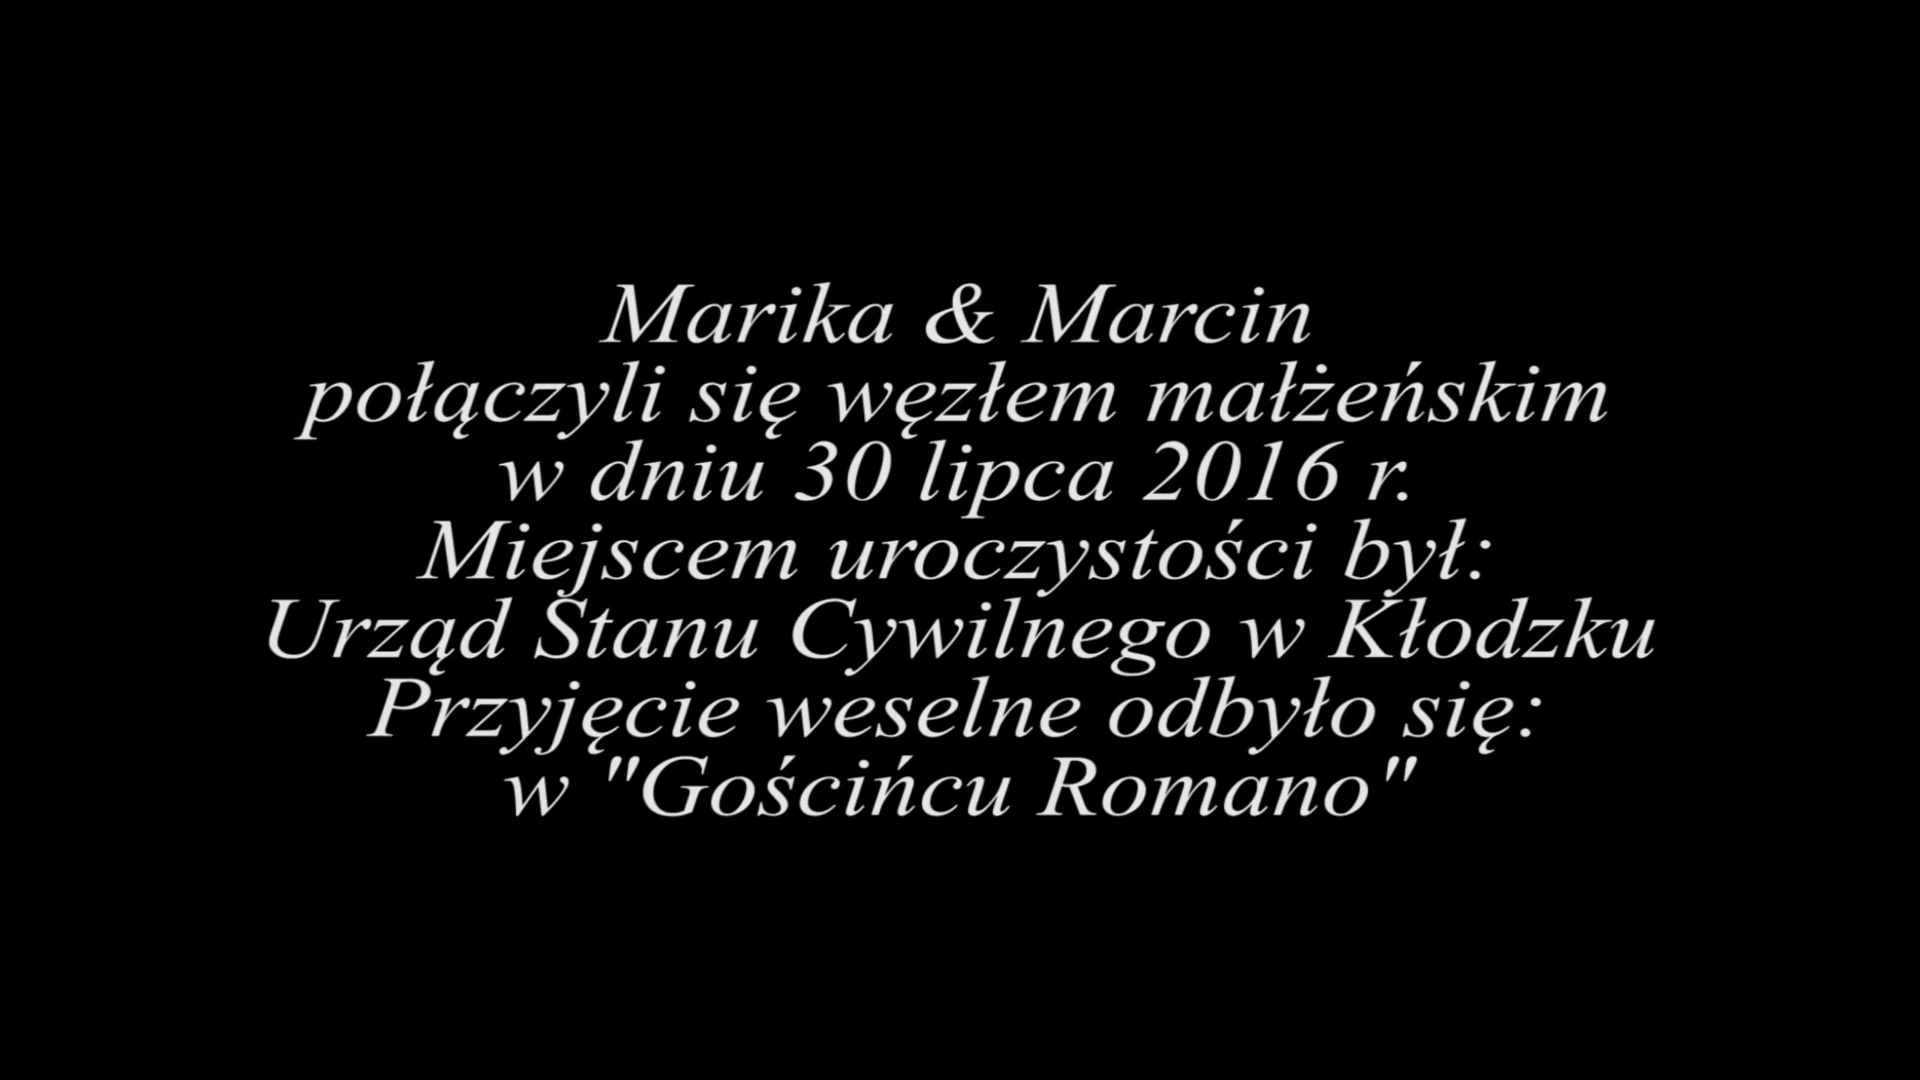 Marika & Marcin
połączyli się węzłem małżeńskim
w dniu 30 lipca 2016 r.
Miejscem uroczystości był:
Urząd Stanu Cywilnego w Kłodzku
Przyjęcie weselne odbyło się:
w "Gościńcu Romano"